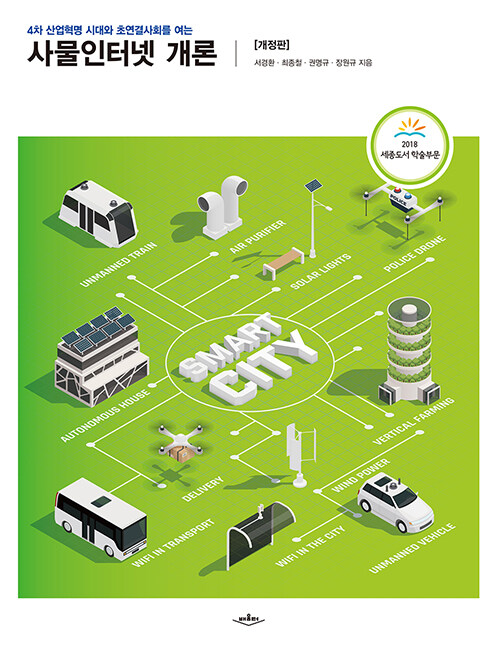 4차 산업혁명 시대와 초연결사회를 여는
사물인터넷 개론
[개정판]
서경환 · 최종철 · 권영규 · 장원규 지음
2018
세종도서 학술부문
POLICE
UNMANNED TRAIN
AIR PURIFIER
SOLAR LIGHTS
POLICE DRONE
SMART
CITY
AUTONOMOUS HOUSE
VERTICAL FARMING
DELIVERY
WIND POWER
WIFI IN TRANSPORT
WIFI IN THE CITY
UNMANNED VEHICLE
배움터